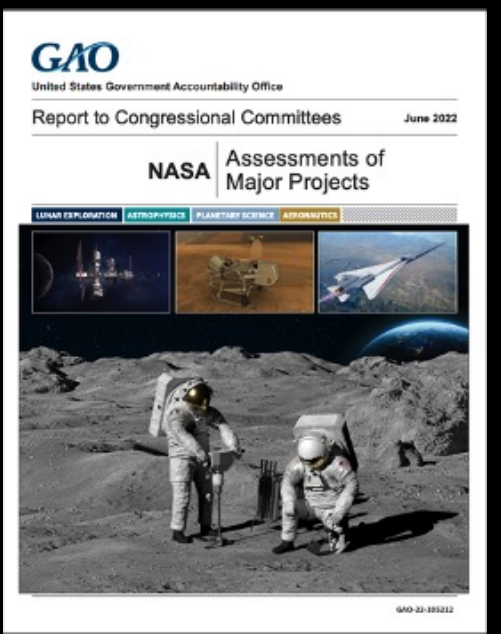 GAO
United States Government Accountability Office
Report to Congressional Committees
June 2022
NASA
Assessments of
Major Projects
LUNAR EXPLORATION
ASTROPHYSICS
PLANETARY SCIENCE
AERONAUTICS
GAO-22-105212